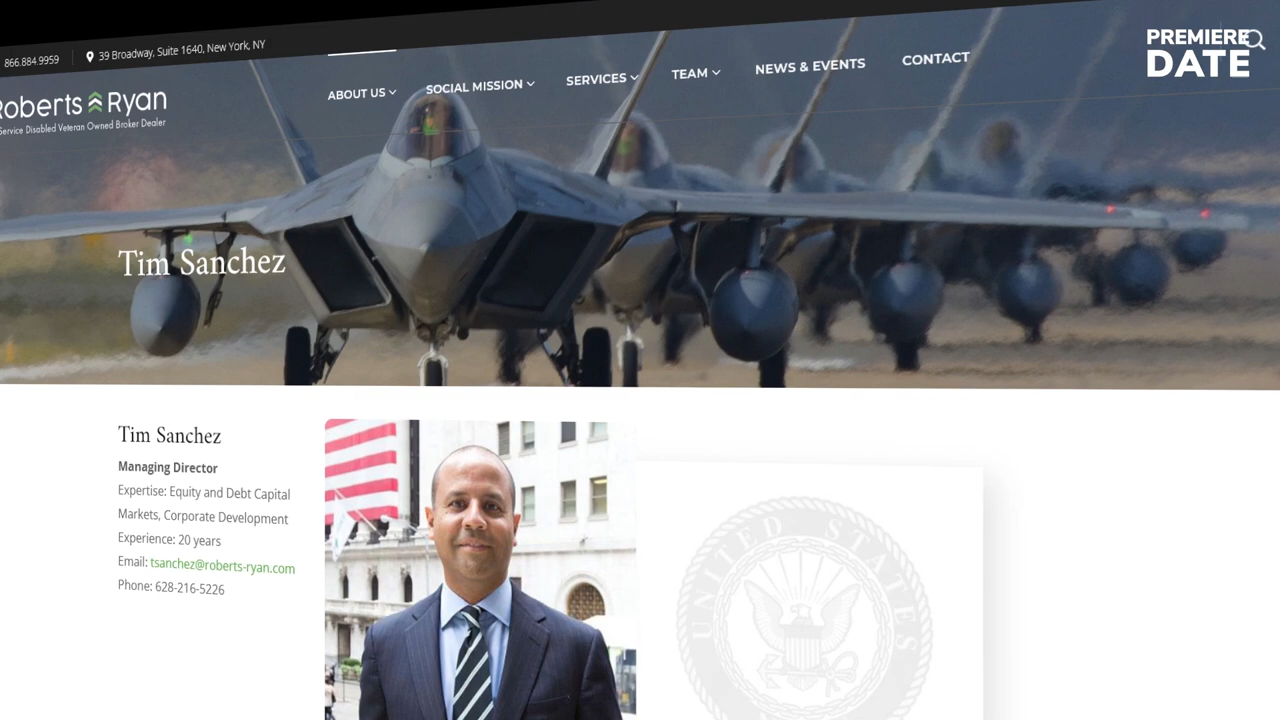 866.884.9959
39 Broadway, Suite 1640, New York, NY
PREMIERE
DATE
Roberts Ryan
Service Disabled Veteran Owned Broker Dealer
ABOUT US
SOCIAL MISSION
SERVICES
TEAM
NEWS & EVENTS
CONTACT
Tim Sanchez
Tim Sanchez
Managing Director
Expertise: Equity and Debt Capital
Markets, Corporate Development
Experience: 20 years
Email: tsanchez@roberts-ryan.com
Phone: 628-216-5226
UNITED STATES